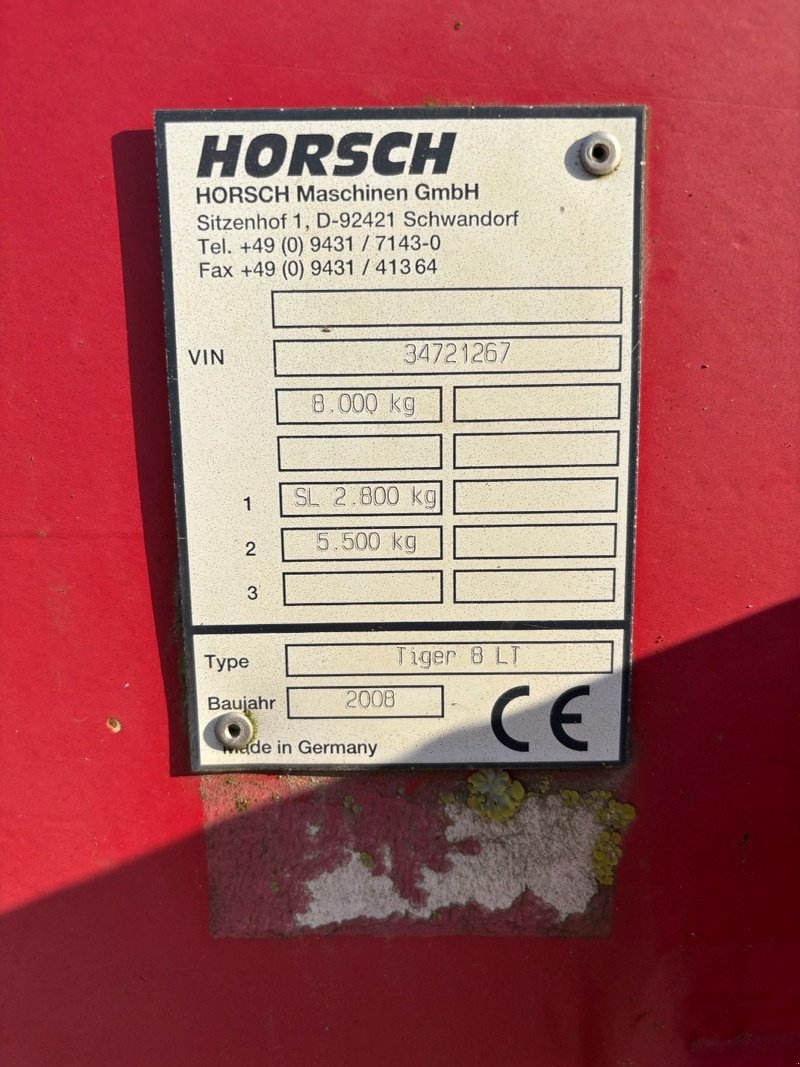 HORSCH
HORSCH Maschinen GmbH
Sitzenhof 1, D-92421 Schwandorf
Tel. +49 (0) 9431 / 7143-0
Fax +49 (0) 9431 / 41364
VIN 34721267
8.000 kg
1 SL 2.800 kg
2 5.500 kg
3
Type Tiger 8 LT
Baujahr 2008
CE
Made in Germany